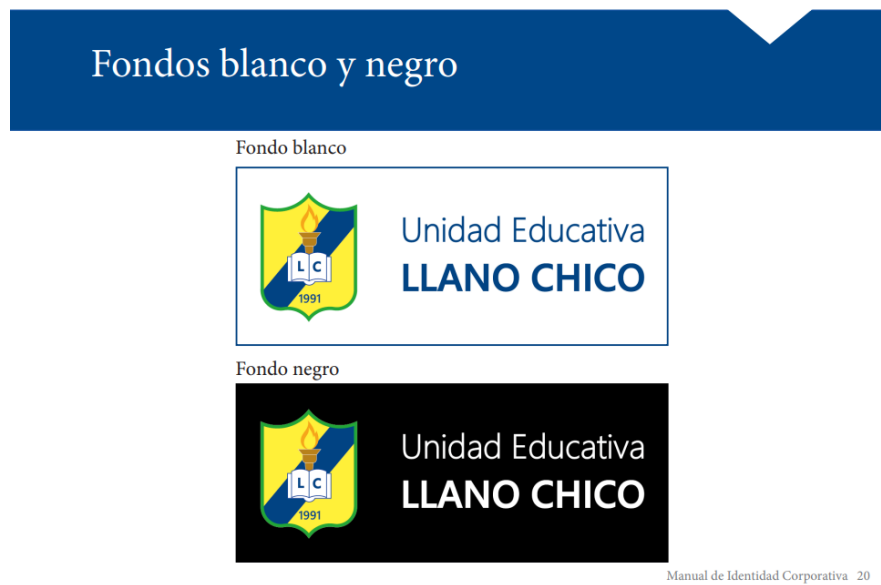 Fondos blanco y negro
Fondo blanco
Unidad Educativa
LLANO CHICO
L C
1991
Fondo negro
Unidad Educativa
LLANO CHICO
L C
1991
Manual de Identidad Corporativa 20